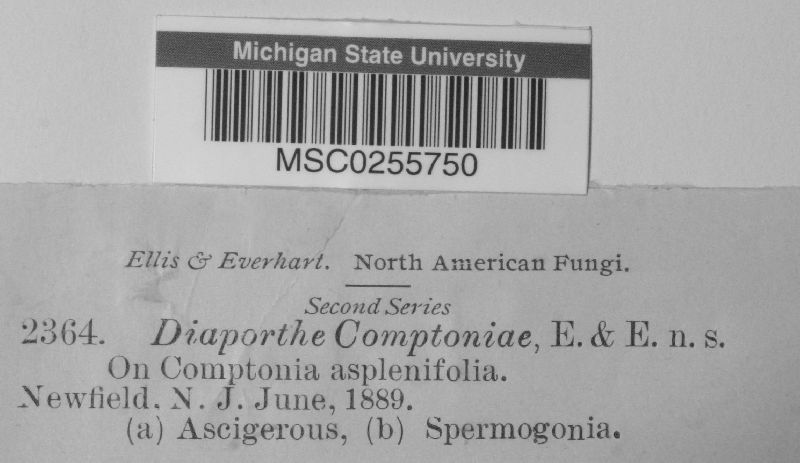 Michigan State University
MSC0255750
Ellis & Everhart. North American Fungi.
Second Series
2364. Diaporthe Comptoniae, E. & E. n. s.
On Comptonia asplenifolia.
Newfield, N. J. June, 1889.
(a) Ascigerous, (b) Spermogonia.